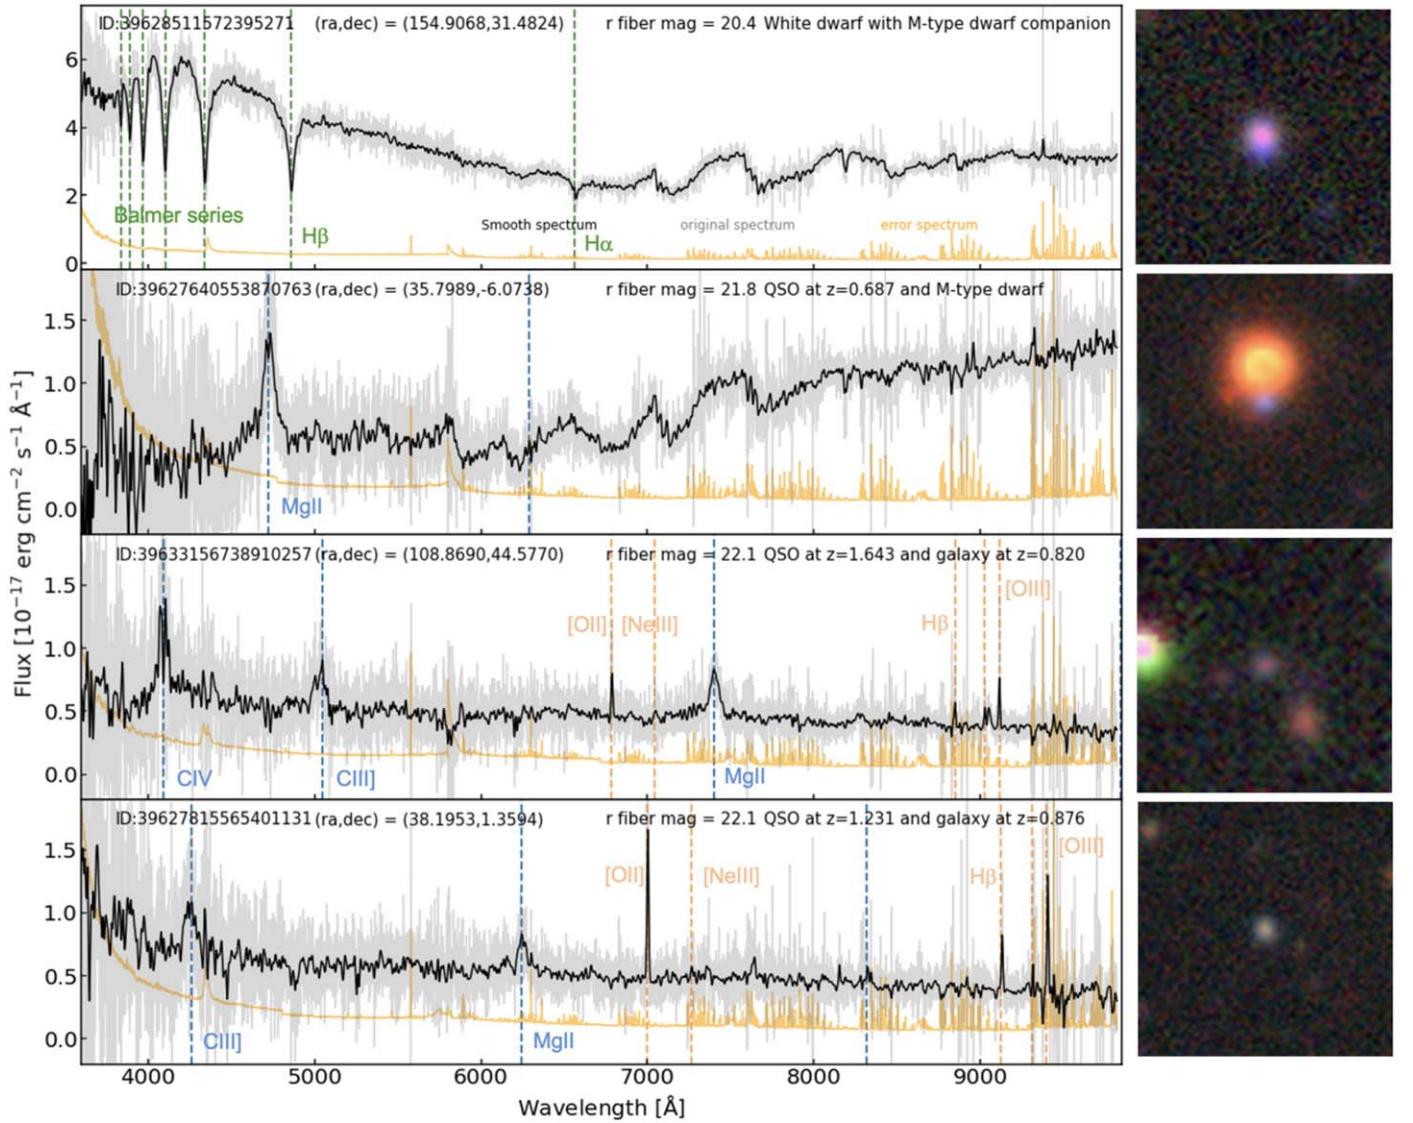 ID:39628511572395271 (ra,dec) = (154.9068,31.4824) r fiber mag = 20.4 White dwarf with M-type dwarf companion
6
4
2
0
Balmer series
Hβ
Smooth spectrum
Hα
original spectrum
error spectrum
ID:39627640553870763 (ra,dec) = (35.7989,-6.0738) r fiber mag = 21.8 QSO at z=0.687 and M-type dwarf
1.5
1.0
0.5
0.0
MgII
Flux [10⁻¹⁷ erg cm⁻² s⁻¹ Å⁻¹]
ID:39633156738910257 (ra,dec) = (108.8690,44.5770) r fiber mag = 22.1 QSO at z=1.643 and galaxy at z=0.820
1.5
1.0
0.5
0.0
[OII] [NeIII] Hβ [OIII]
CIV CIII] MgII
ID:39627815565401131 (ra,dec) = (38.1953,1.3594) r fiber mag = 22.1 QSO at z=1.231 and galaxy at z=0.876
1.5
1.0
0.5
0.0
[OII] [NeIII] Hβ [OIII]
CIII] MgII
4000 5000 6000 7000 8000 9000
Wavelength [Å]